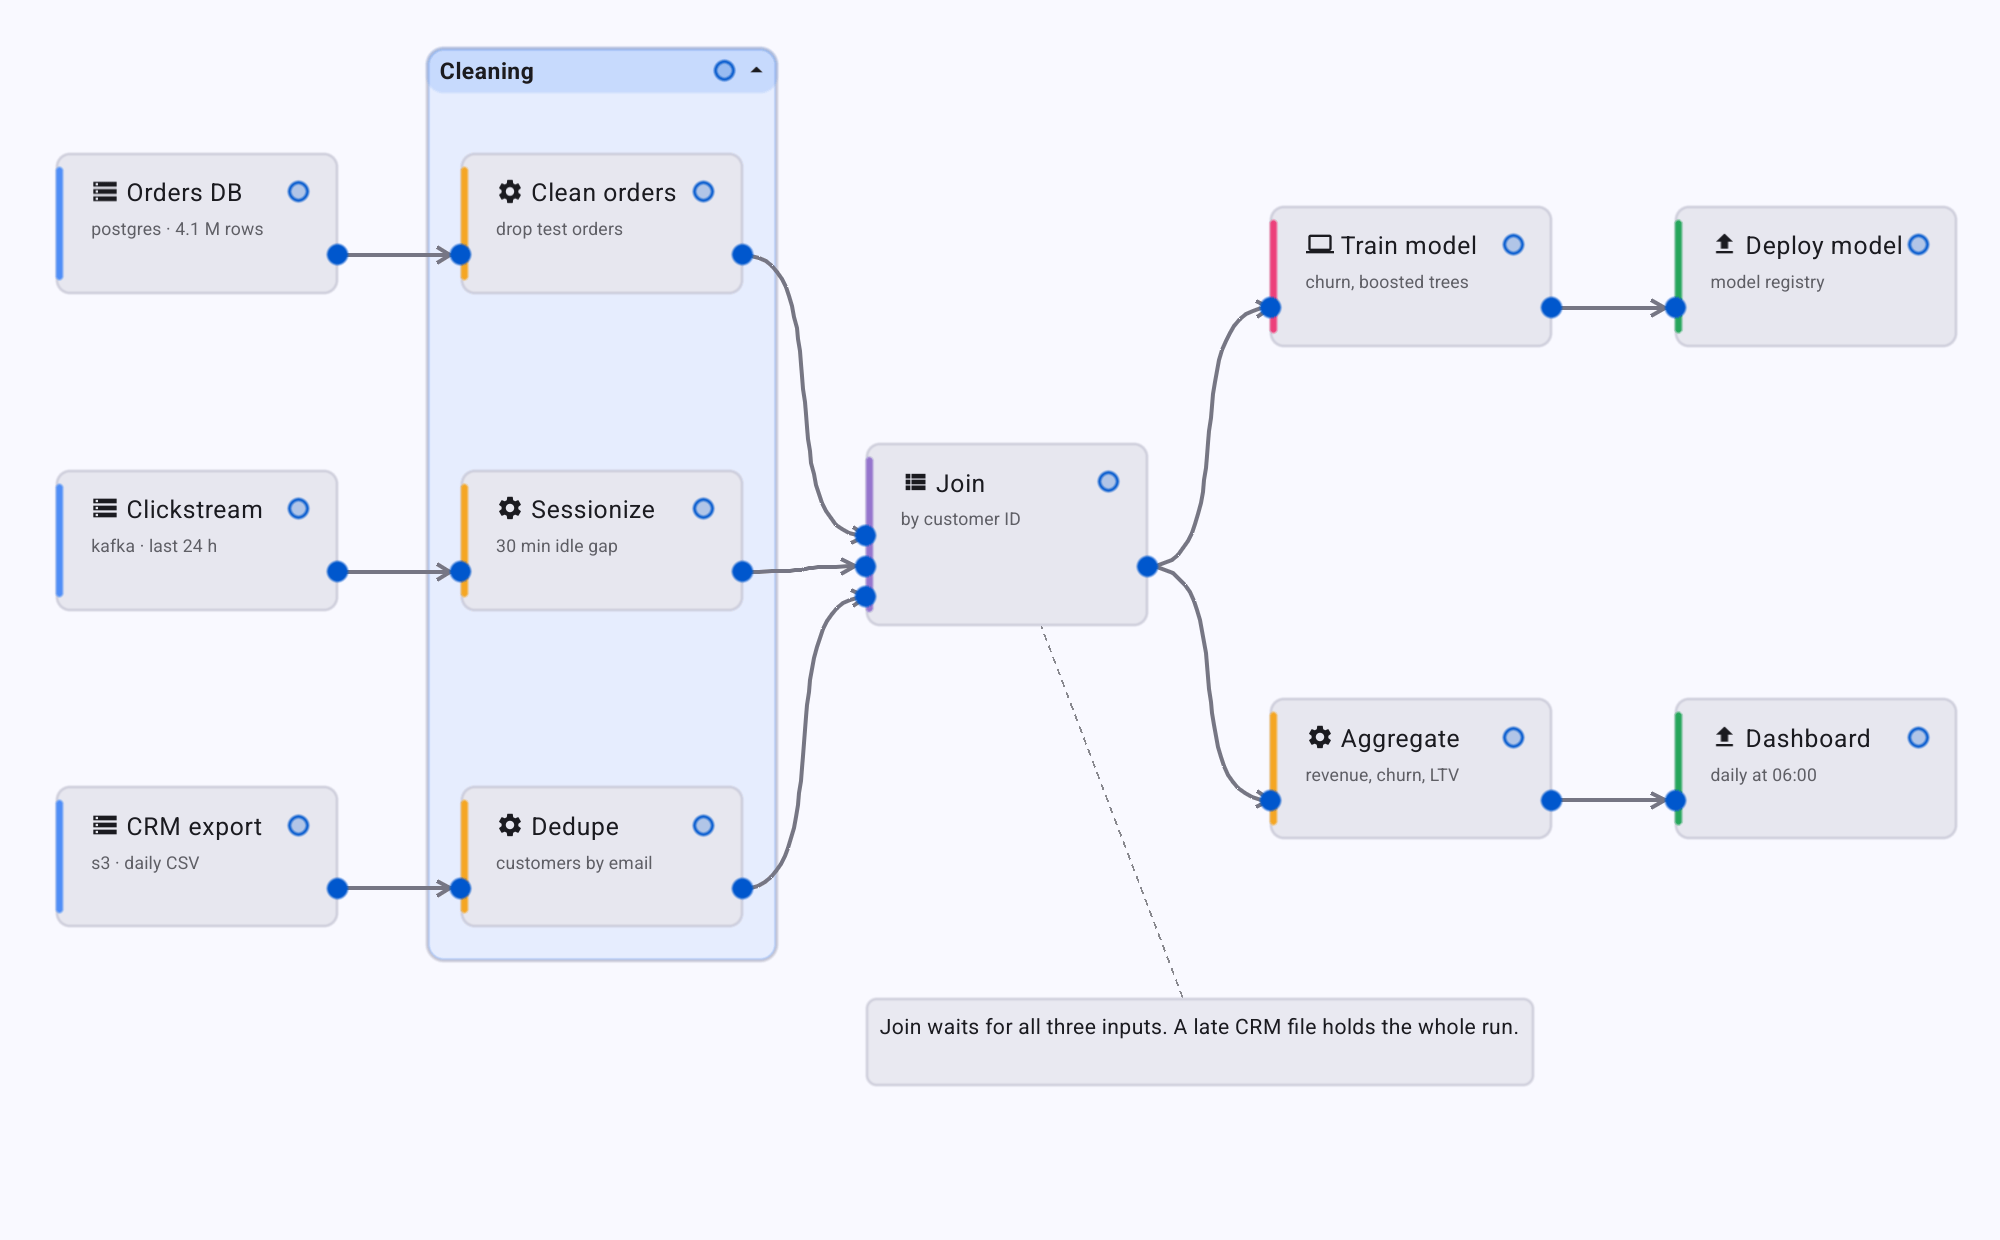 Cleaning
Orders DB
postgres · 4.1 M rows
Clean orders
drop test orders
Train model
churn, boosted trees
Deploy model
model registry
Clickstream
kafka · last 24 h
Sessionize
30 min idle gap
Join
by customer ID
CRM export
s3 · daily CSV
Dedupe
customers by email
Aggregate
revenue, churn, LTV
Dashboard
daily at 06:00
Join waits for all three inputs. A late CRM file holds the whole run.